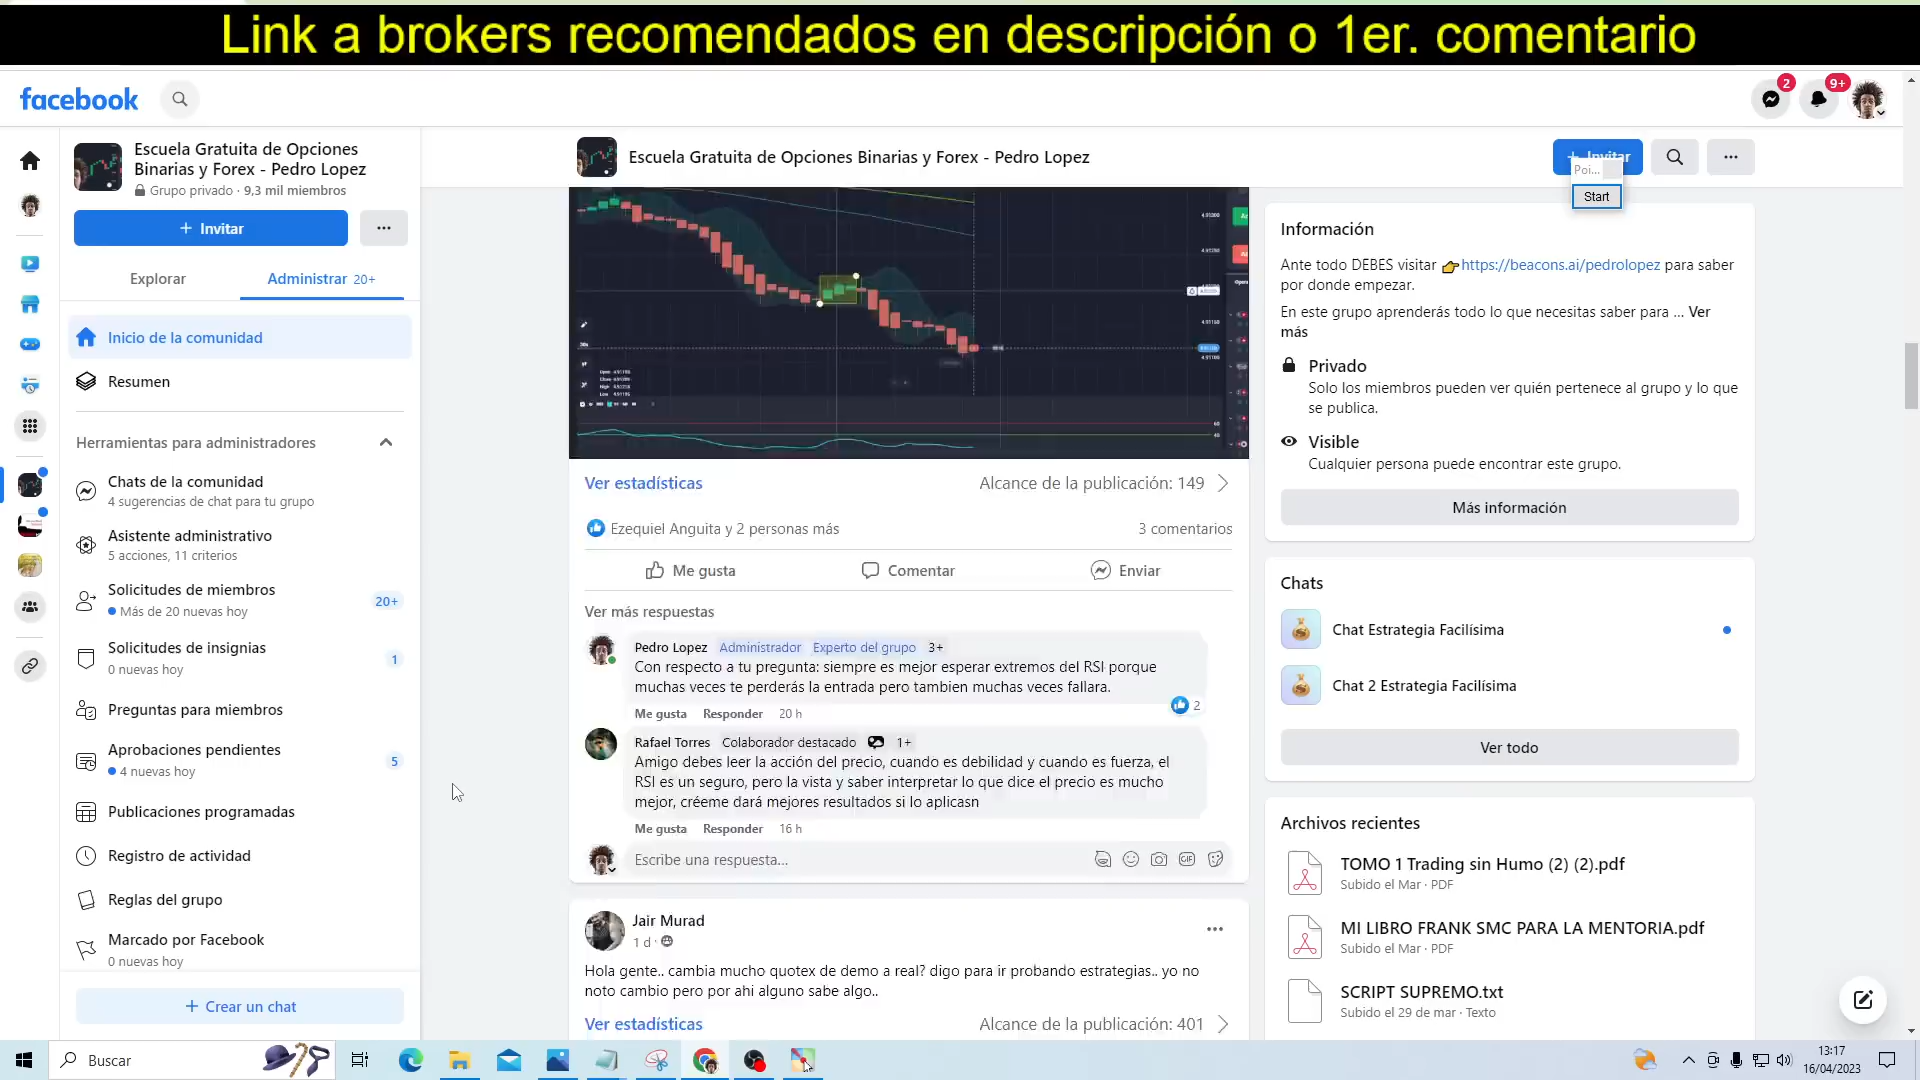 Link a brokers recomendados en descripción o 1er. comentario
facebook
2
9+
Escuela Gratuita de Opciones
Binarias y Forex - Pedro Lopez
Grupo privado · 9,3 mil miembros
+ Invitar
...
Explorar
Administrar 20+
Inicio de la comunidad
Resumen
Herramientas para administradores
Chats de la comunidad
4 sugerencias de chat para tu grupo
Asistente administrativo
5 acciones, 11 criterios
Solicitudes de miembros
Más de 20 nuevas hoy
20+
Solicitudes de insignias
0 nuevas hoy
1
Preguntas para miembros
Aprobaciones pendientes
4 nuevas hoy
5
Publicaciones programadas
Registro de actividad
Reglas del grupo
Marcado por Facebook
0 nuevas hoy
+ Crear un chat
Escuela Gratuita de Opciones Binarias y Forex - Pedro Lopez
+ Invitar
Poi...
Start
Ver estadísticas
Alcance de la publicación: 149
Ezequiel Anguita y 2 personas más
3 comentarios
Me gusta
Comentar
Enviar
Ver más respuestas
Pedro Lopez Administrador Experto del grupo 3+
Con respecto a tu pregunta: siempre es mejor esperar extremos del RSI porque
muchas veces te perderás la entrada pero tambien muchas veces fallara.
2
Me gusta Responder 20 h
Rafael Torres Colaborador destacado 1+
Amigo debes leer la acción del precio, cuando es debilidad y cuando es fuerza, el
RSI es un seguro, pero la vista y saber interpretar lo que dice el precio es mucho
mejor, créeme dará mejores resultados si lo aplicasn
Me gusta Responder 16 h
Escribe una respuesta...
GIF
Jair Murad
1 d ·
Hola gente.. cambia mucho quotex de demo a real? digo para ir probando estrategias.. yo no
noto cambio pero por ahi alguno sabe algo..
Ver estadísticas
Alcance de la publicación: 401
Información
Ante todo DEBES visitar https://beacons.ai/pedrolopez para saber
por donde empezar.
En este grupo aprenderás todo lo que necesitas saber para ... Ver
más
Privado
Solo los miembros pueden ver quién pertenece al grupo y lo que
se publica.
Visible
Cualquier persona puede encontrar este grupo.
Más información
Chats
Chat Estrategia Facilísima
Chat 2 Estrategia Facilísima
Ver todo
Archivos recientes
TOMO 1 Trading sin Humo (2) (2).pdf
Subido el Mar · PDF
MI LIBRO FRANK SMC PARA LA MENTORIA.pdf
Subido el Mar · PDF
SCRIPT SUPREMO.txt
Subido el 29 de mar · Texto
Buscar
13:17
16/04/2023